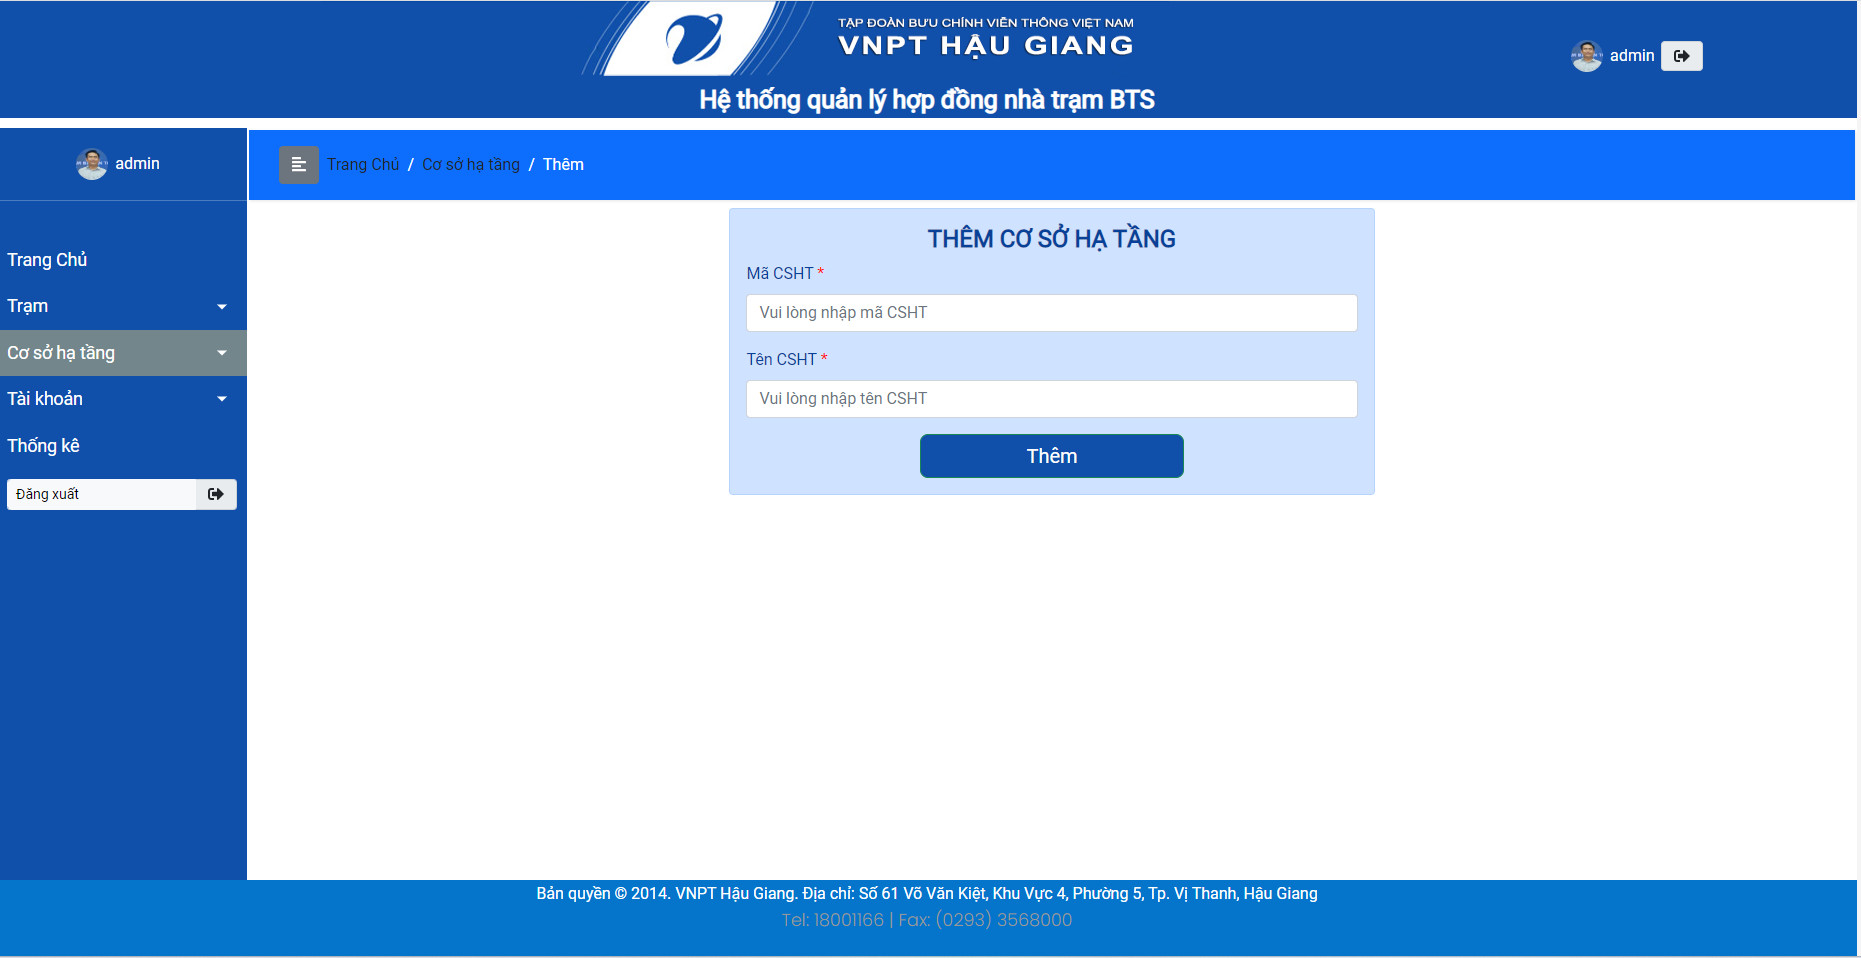 TẬP ĐOÀN BƯU CHÍNH VIỄN THÔNG VIỆT NAM
VNPT HẬU GIANG
Hệ thống quản lý hợp đồng nhà trạm BTS
admin
admin
Trang Chủ / Cơ sở hạ tầng / Thêm
Trang Chủ
Trạm
Cơ sở hạ tầng
Tài khoản
Thống kê
Đăng xuất
THÊM CƠ SỞ HẠ TẦNG
Mã CSHT *
Vui lòng nhập mã CSHT
Tên CSHT *
Vui lòng nhập tên CSHT
Thêm
Bản quyền © 2014. VNPT Hậu Giang. Địa chỉ: Số 61 Võ Văn Kiệt, Khu Vực 4, Phường 5, Tp. Vị Thanh, Hậu Giang
Tel: 18001166 | Fax: (0293) 3568000